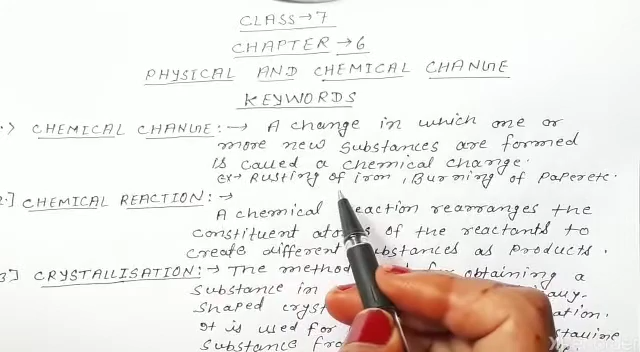 CLASS → 7
CHAPTER → 6
PHYSICAL AND CHEMICAL CHANGE
KEYWORDS
1.) CHEMICAL CHANGE : → A change in which one or
more new substances are formed
is called a chemical change.
ex → Rusting of iron, Burning of paper etc.
2.] CHEMICAL REACTION : →
A chemical reaction rearranges the
constituent atoms of the reactants to
create different substances as products.
3] CRYSTALLISATION : → The method for obtaining a
substance in
shaped
It is used for
substance